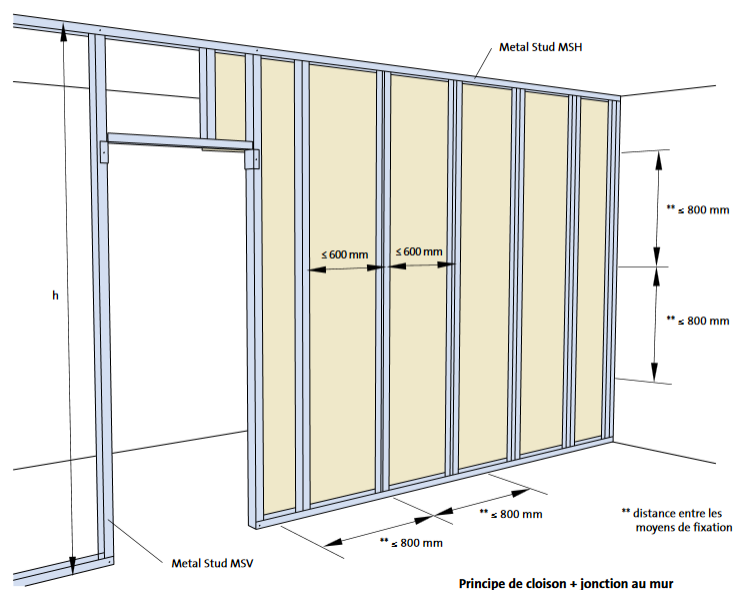 Metal Stud MSH
** ≤ 800 mm
≤ 600 mm
≤ 600 mm
h
** ≤ 800 mm
** ≤ 800 mm
** distance entre les
moyens de fixation
** ≤ 800 mm
Metal Stud MSV
Principe de cloison + jonction au mur